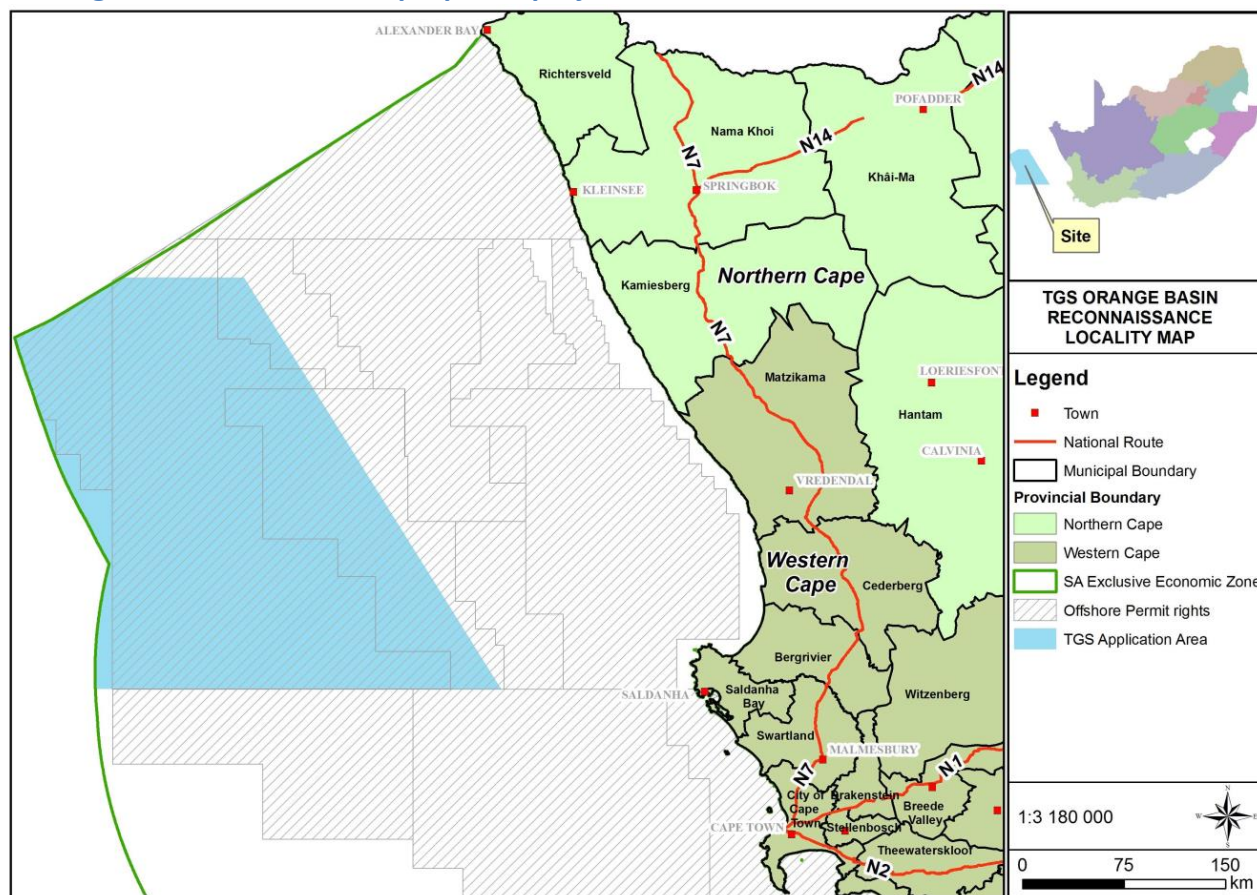 ALEXANDER BAY
Richtersveld
POFADDER
N14
Nama Khoi
N7
N14
KLEINSEE
SPRINGBOK
Khâi-Ma
Northern Cape
Kamiesberg
N7
Matzikama
LOERIESFONT
Hantam
CALVINIA
VREDENDAL
Western
Cape
Cederberg
Bergrivier
Saldanha
Bay
Witzenberg
SALDANHA
Swartland
MALMESBURY
N7
N1
City of
Cape
Town
Drakenstein
Breede
Valley
CAPE TOWN
Stellenbosch
Theewaterskloof
N2
Site
TGS ORANGE BASIN
RECONNAISSANCE
LOCALITY MAP
Legend
Town
National Route
Municipal Boundary
Provincial Boundary
Northern Cape
Western Cape
SA Exclusive Economic Zone
Offshore Permit rights
TGS Application Area
1:3 180 000
N
W E
S
0 75 150
km